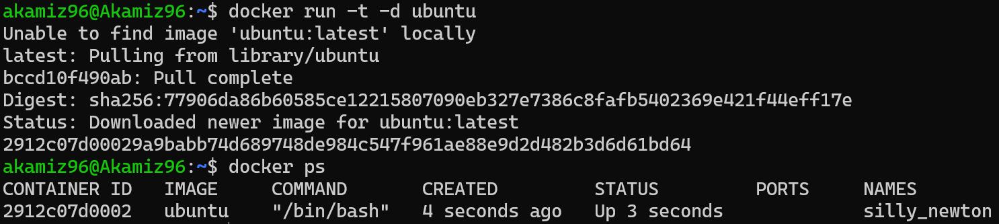 akamiz96@Akamiz96:~$ docker run -t -d ubuntu
Unable to find image 'ubuntu:latest' locally
latest: Pulling from library/ubuntu
bccd10f490ab: Pull complete
Digest: sha256:77906da86b60585ce12215807090eb327e7386c8fafb5402369e421f44eff17e
Status: Downloaded newer image for ubuntu:latest
2912c07d00029a9babb74d689748de984c547f961ae88e9d2d482b3d6d61bd64
akamiz96@Akamiz96:~$ docker ps
CONTAINER ID   IMAGE     COMMAND       CREATED         STATUS         PORTS     NAMES
2912c07d0002   ubuntu    "/bin/bash"   4 seconds ago   Up 3 seconds             silly_newton